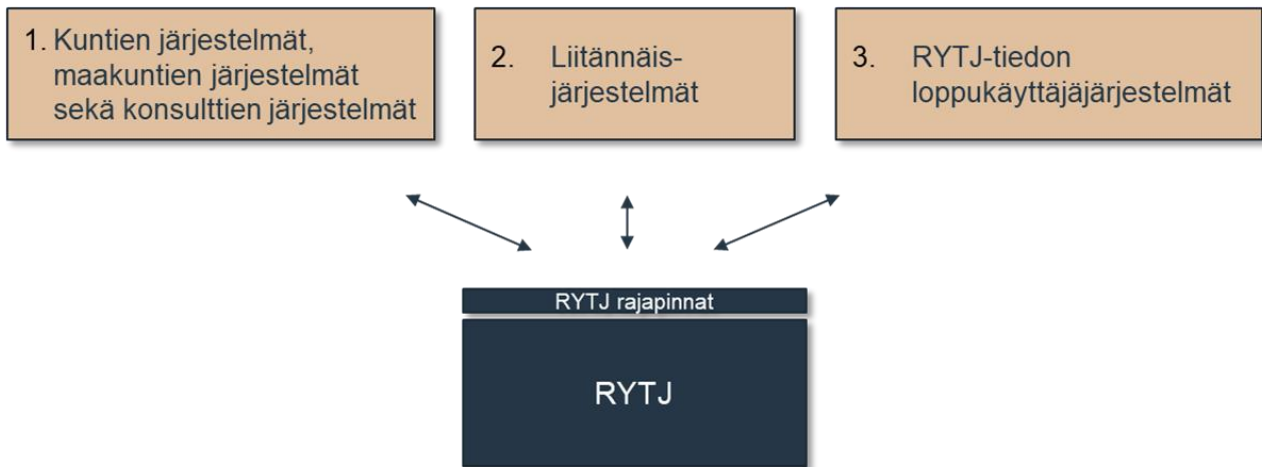 1. Kuntien järjestelmät,
maakuntien järjestelmät
sekä konsulttien järjestelmät
2. Liitännäis-
järjestelmät
3. RYTJ-tiedon
loppukäyttäjäjärjestelmät
RYTJ rajapinnat
RYTJ